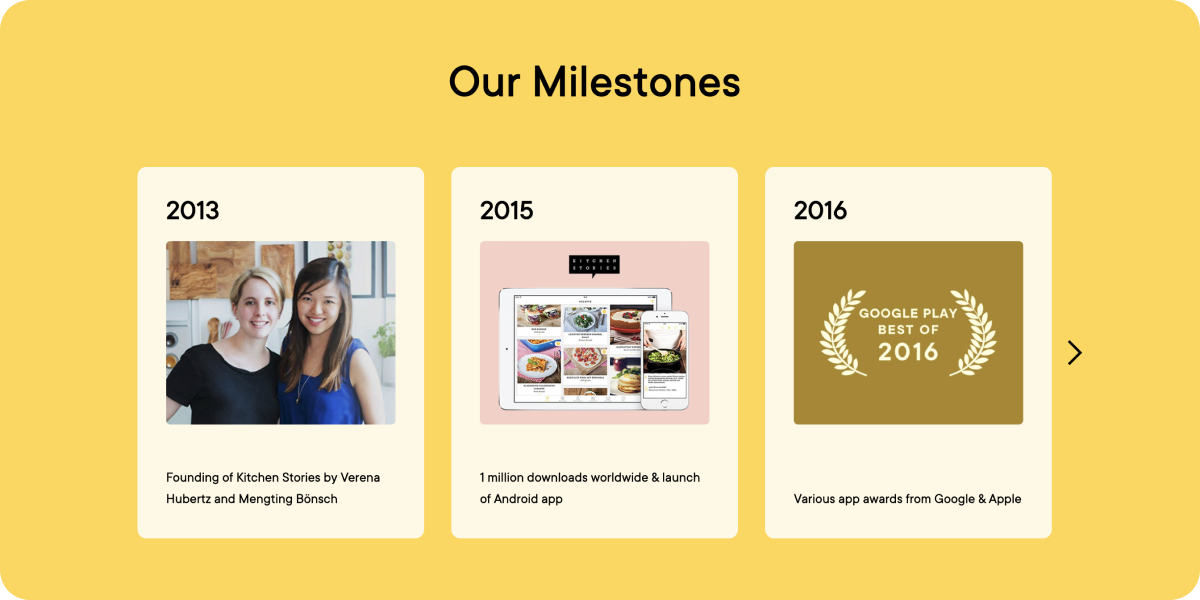 Our Milestones
2013
Founding of Kitchen Stories by Verena
Hubertz and Mengting Bönsch
2015
KITCHEN
STORIES
1 million downloads worldwide & launch
of Android app
2016
GOOGLE PLAY
BEST OF
2016
Various app awards from Google & Apple